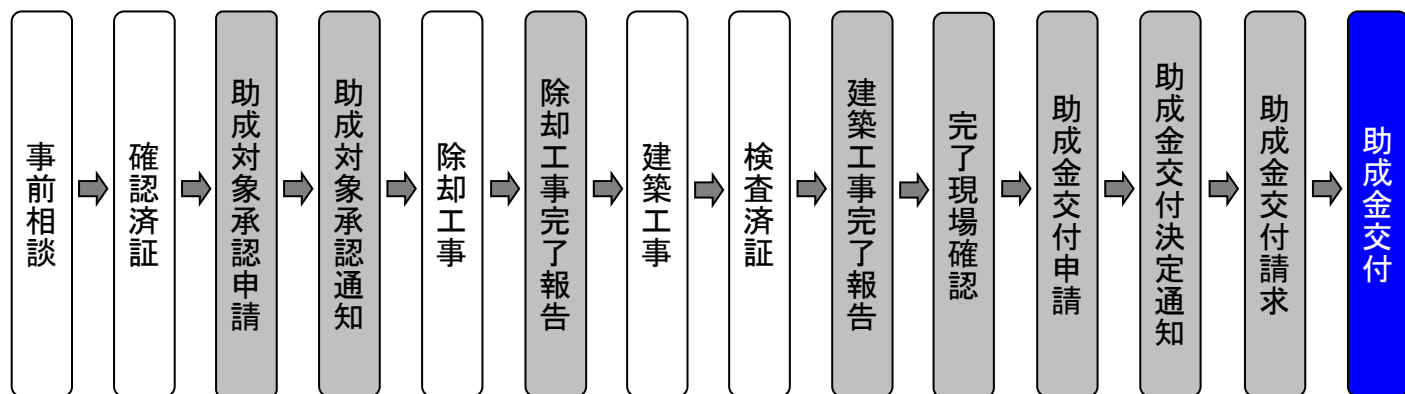 事前相談
確認済証
助成対象承認申請
助成対象承認通知
除却工事
除却工事完了報告
建築工事
検査済証
建築工事完了報告
完了現場確認
助成金交付申請
助成金交付決定通知
助成金交付請求
助成金交付